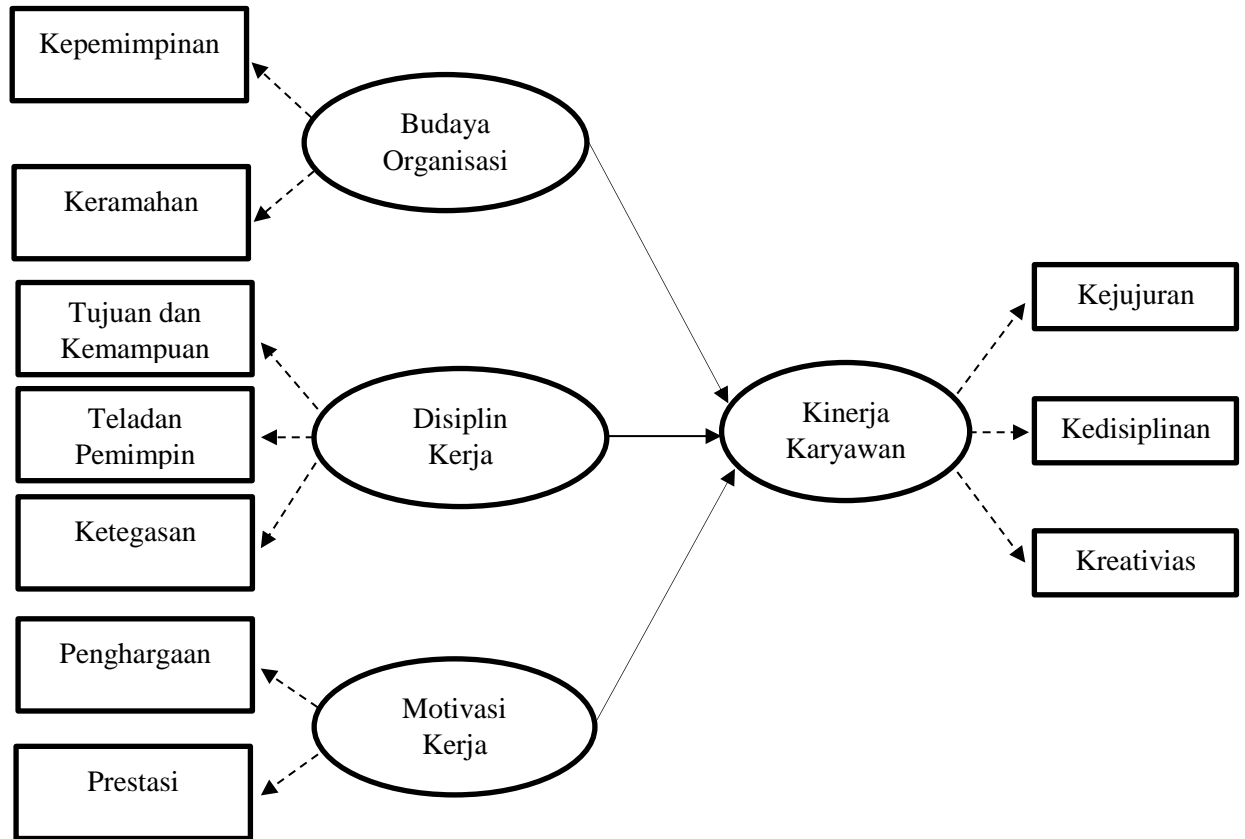 Kepemimpinan
Budaya
Organisasi
Keramahan
Tujuan dan
Kemampuan
Teladan
Pemimpin
Ketegasan
Disiplin
Kerja
Penghargaan
Prestasi
Motivasi
Kerja
Kinerja
Karyawan
Kejujuran
Kedisiplinan
Kreativias